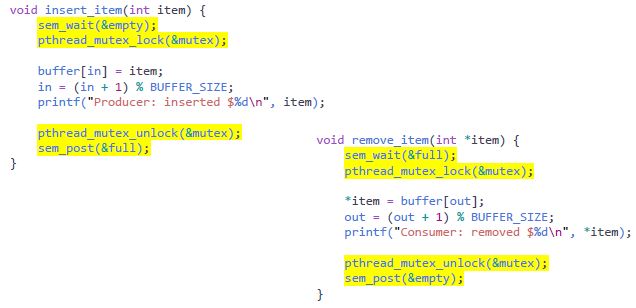 void insert_item(int item) {
    sem_wait(&empty);
    pthread_mutex_lock(&mutex);
    buffer[in] = item;
    in = (in + 1) % BUFFER_SIZE;
    printf("Producer: inserted $%d\n", item);
    pthread_mutex_unlock(&mutex);
    sem_post(&full);
}
void remove_item(int *item) {
    sem_wait(&full);
    pthread_mutex_lock(&mutex);
    *item = buffer[out];
    out = (out + 1) % BUFFER_SIZE;
    printf("Consumer: removed $%d\n", *item);
    pthread_mutex_unlock(&mutex);
    sem_post(&empty);
}